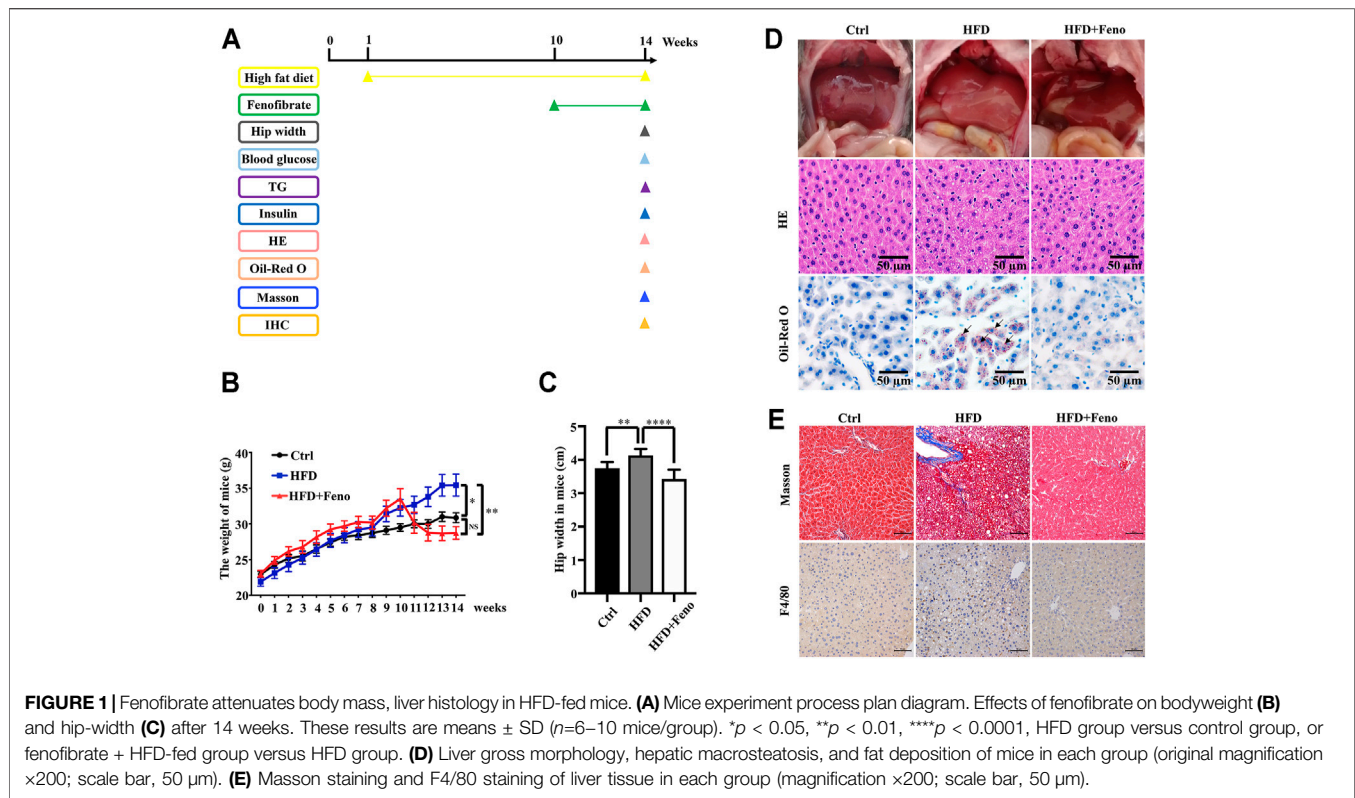 A
0 1 10 14 Weeks
High fat diet
Fenofibrate
Hip width
Blood glucose
TG
Insulin
HE
Oil-Red O
Masson
IHC
B
The weight of mice (g)
40
35
30
25
20
Ctrl
HFD
HFD+Feno
*
NS
**
0 1 2 3 4 5 6 7 8 9 10 11 12 13 14 weeks
C
Hip width in mice (cm)
6
5
4
3
2
1
0
** ****
Ctrl HFD HFD+Feno
D
Ctrl HFD HFD+Feno
HE
50 µm 50 µm 50 µm
Oil-Red O
50 µm 50 µm 50 µm
E
Ctrl HFD HFD+Feno
Masson
F4/80
FIGURE 1 | Fenofibrate attenuates body mass, liver histology in HFD-fed mice. (A) Mice experiment process plan diagram. Effects of fenofibrate on bodyweight (B)
and hip-width (C) after 14 weeks. These results are means ± SD (n=6–10 mice/group). *p < 0.05, **p < 0.01, ****p < 0.0001, HFD group versus control group, or
fenofibrate + HFD-fed group versus HFD group. (D) Liver gross morphology, hepatic macrosteatosis, and fat deposition of mice in each group (original magnification
×200; scale bar, 50 µm). (E) Masson staining and F4/80 staining of liver tissue in each group (magnification ×200; scale bar, 50 µm).